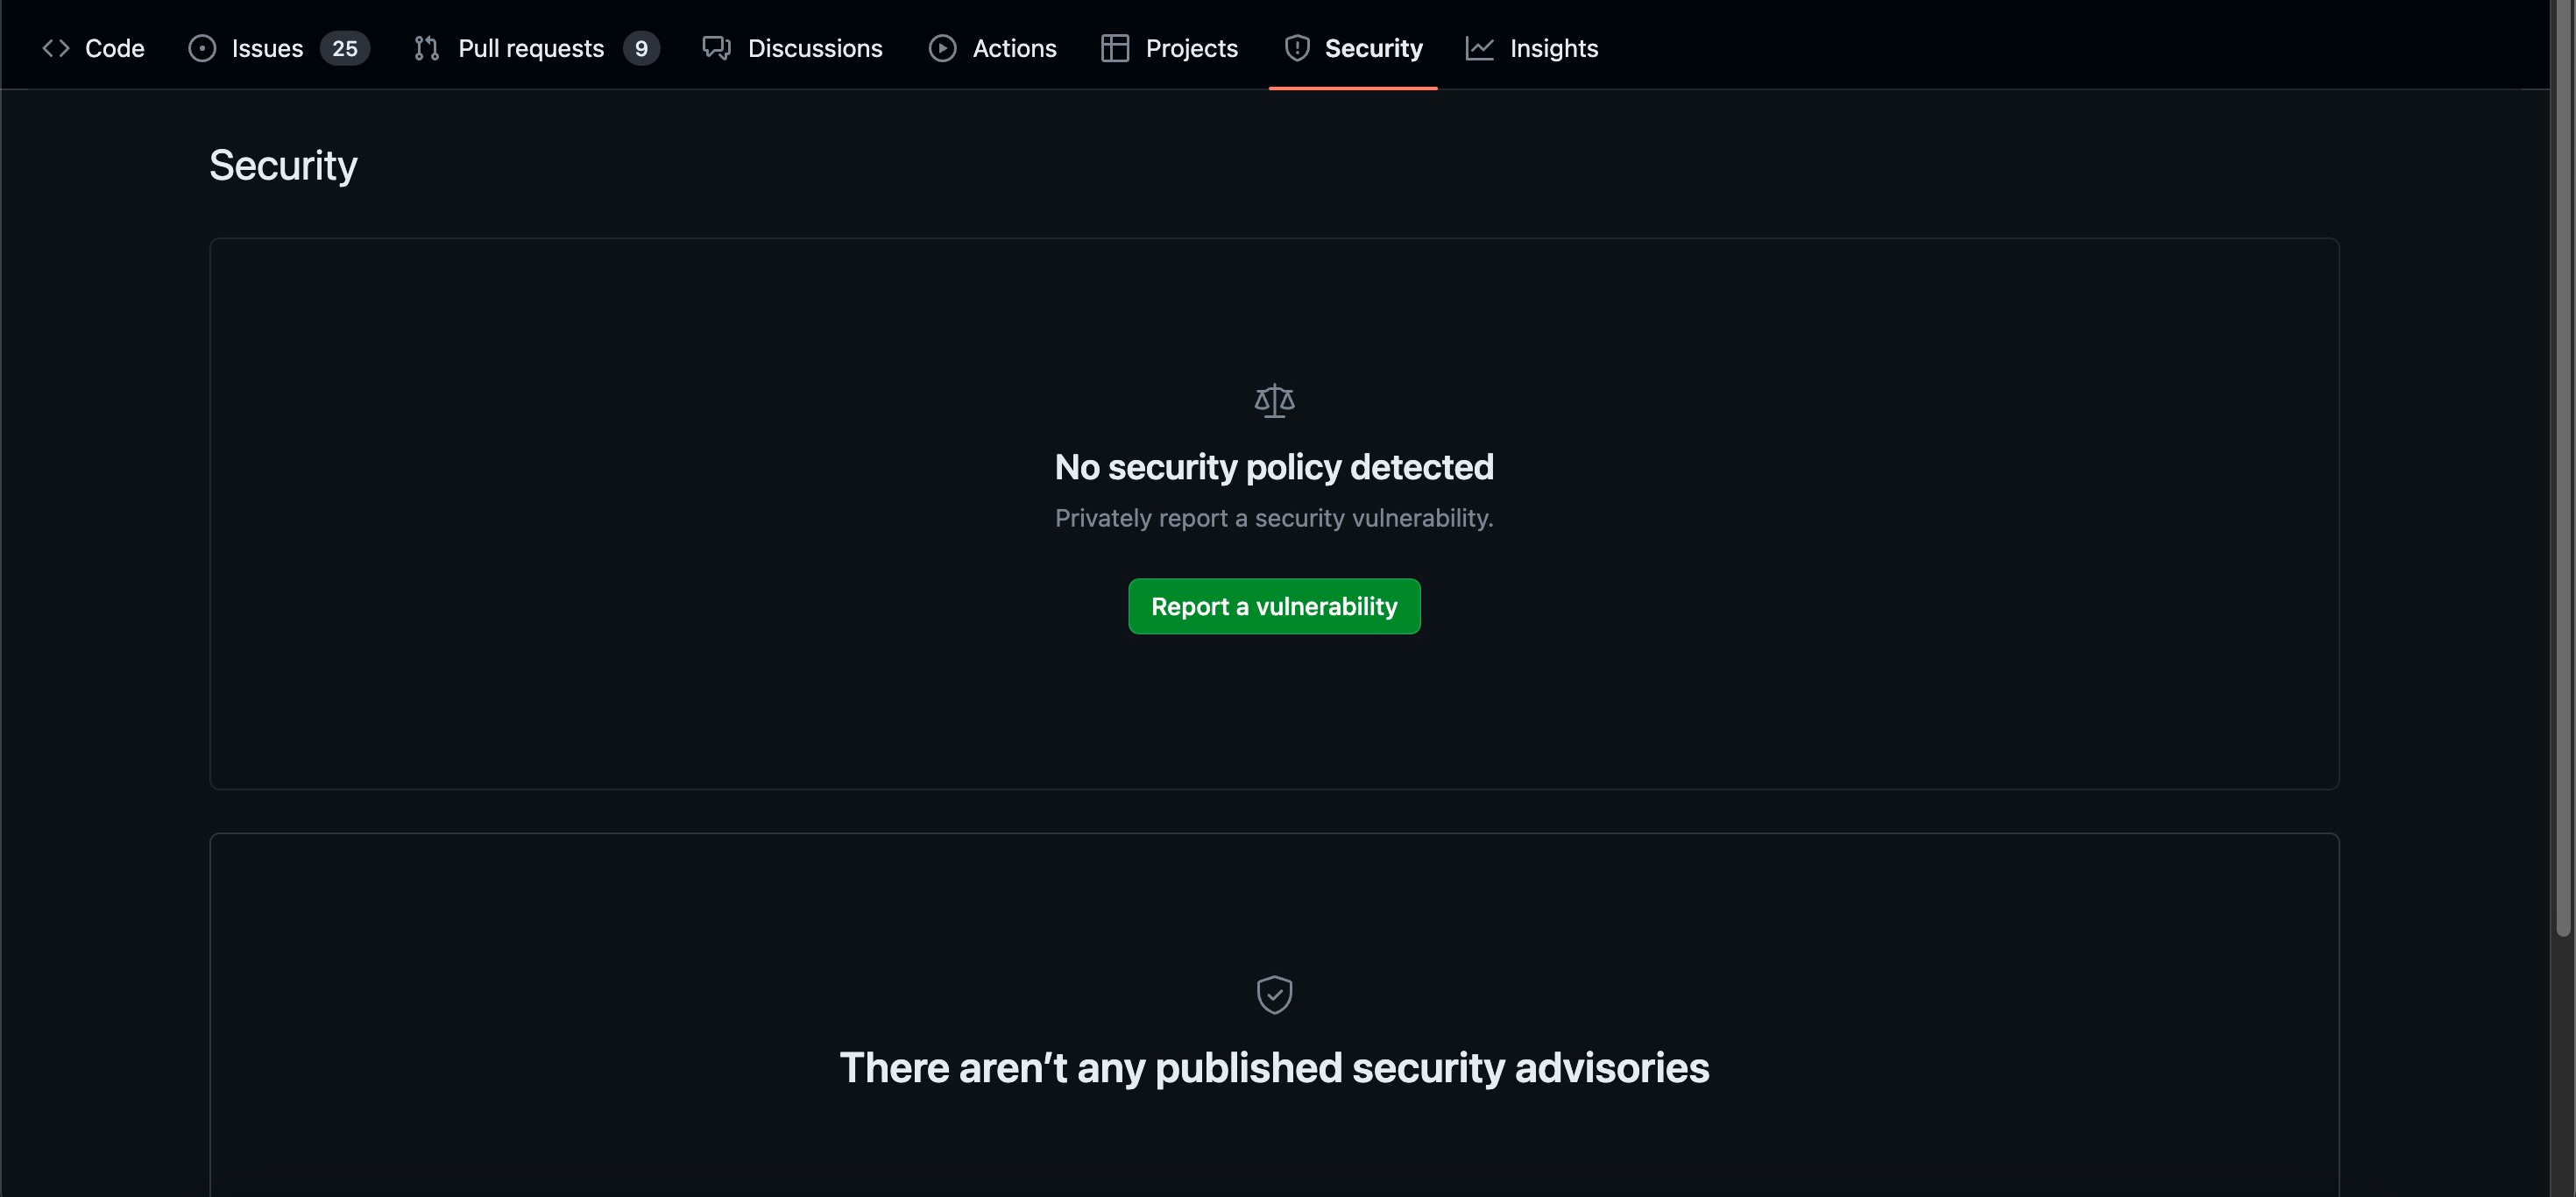 Code Issues 25 Pull requests 9 Discussions Actions Projects Security Insights
Security
No security policy detected
Privately report a security vulnerability.
Report a vulnerability
There aren’t any published security advisories